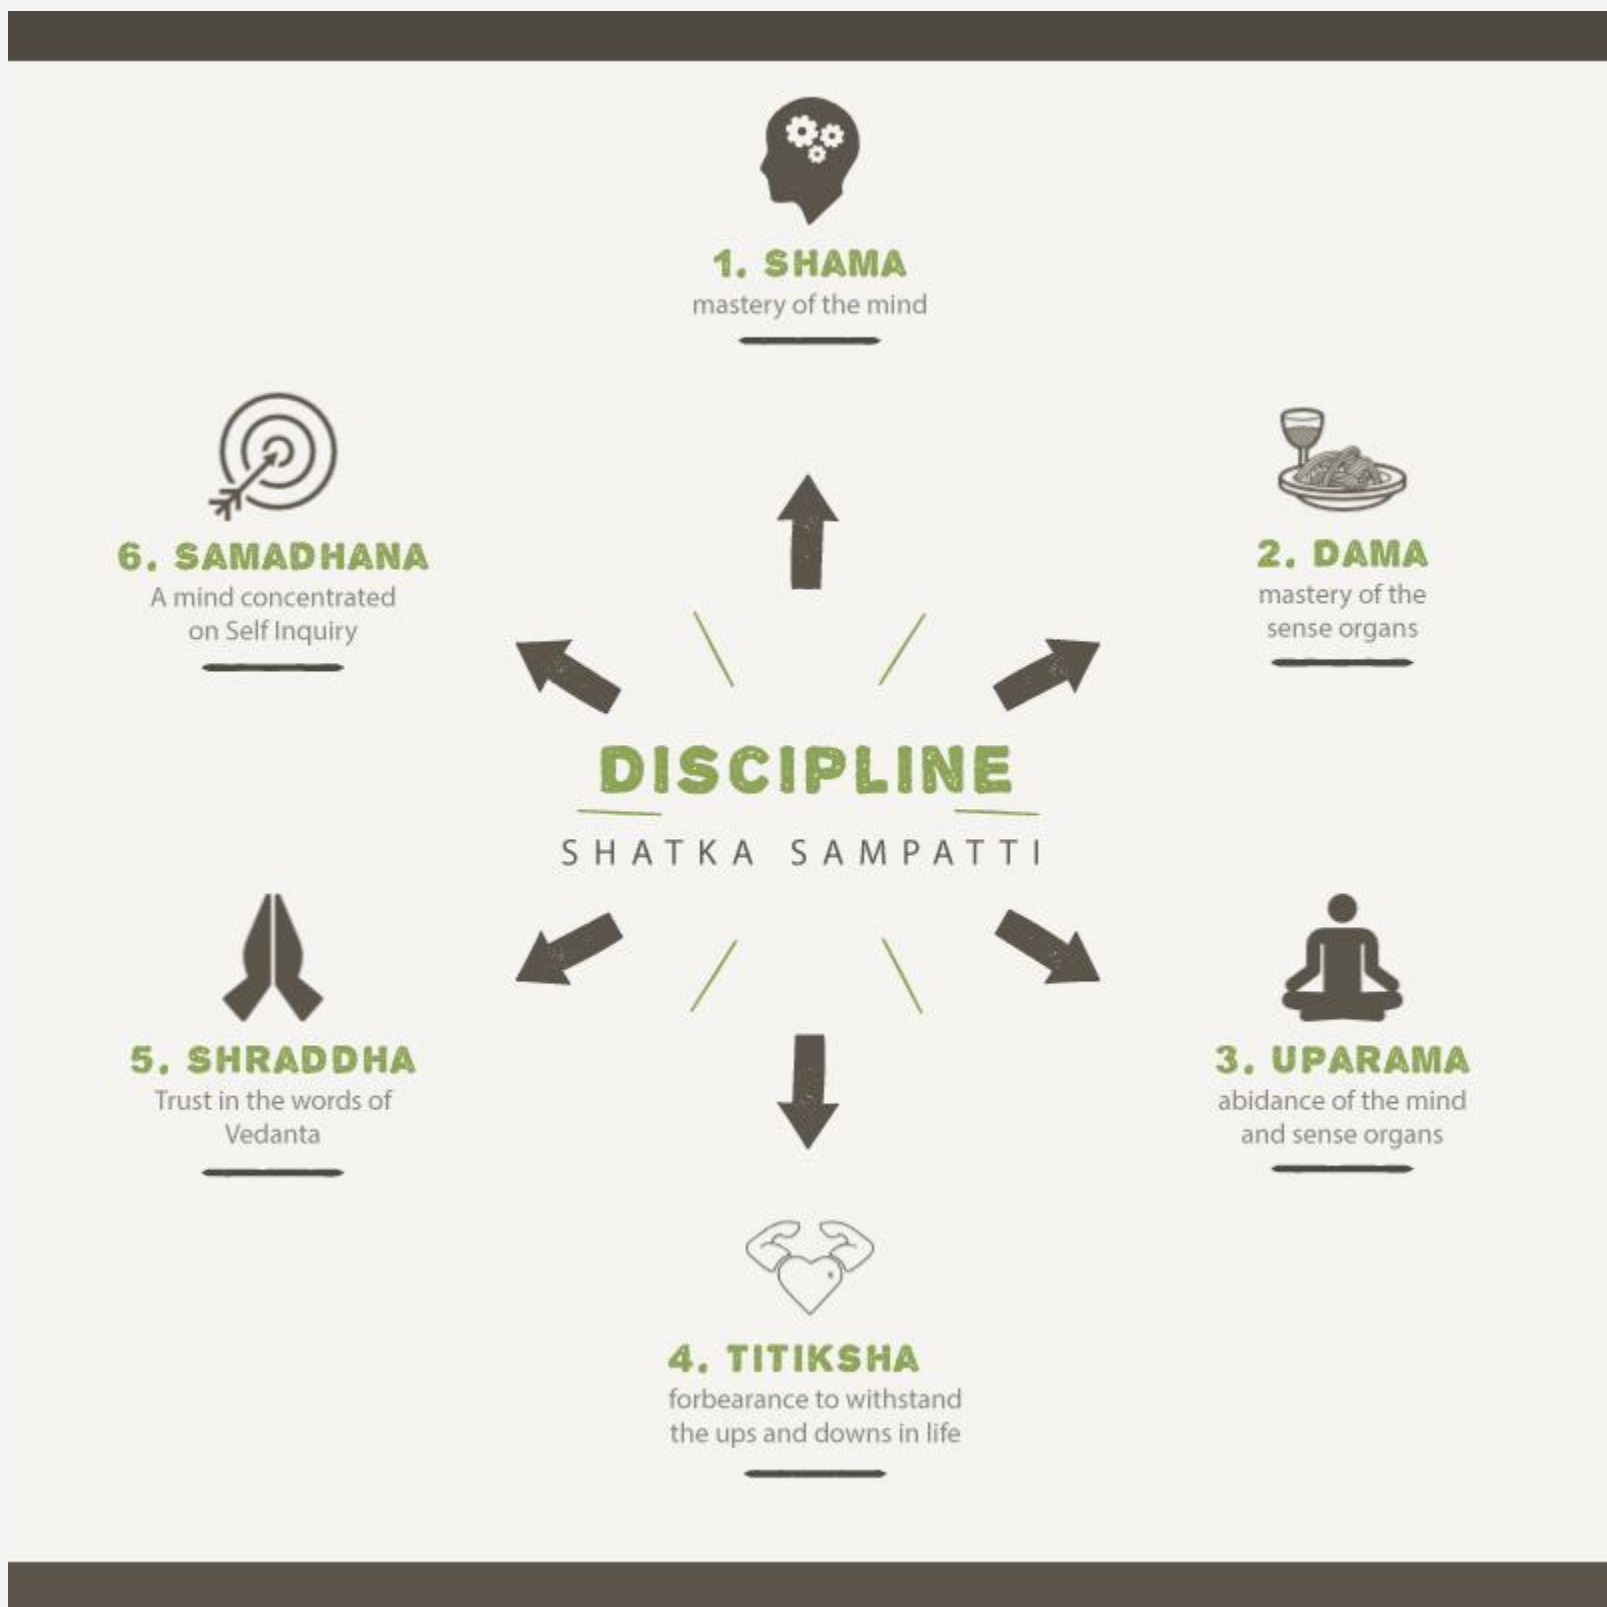 1. SHAMA
mastery of the mind
6. SAMADHANA
A mind concentrated
on Self Inquiry
2. DAMA
mastery of the
sense organs
DISCIPLINE
SHATKA SAMPATTI
5. SHRADDHA
Trust in the words of
Vedanta
3. UPARAMA
abidance of the mind
and sense organs
4. TITIKSHA
forbearance to withstand
the ups and downs in life